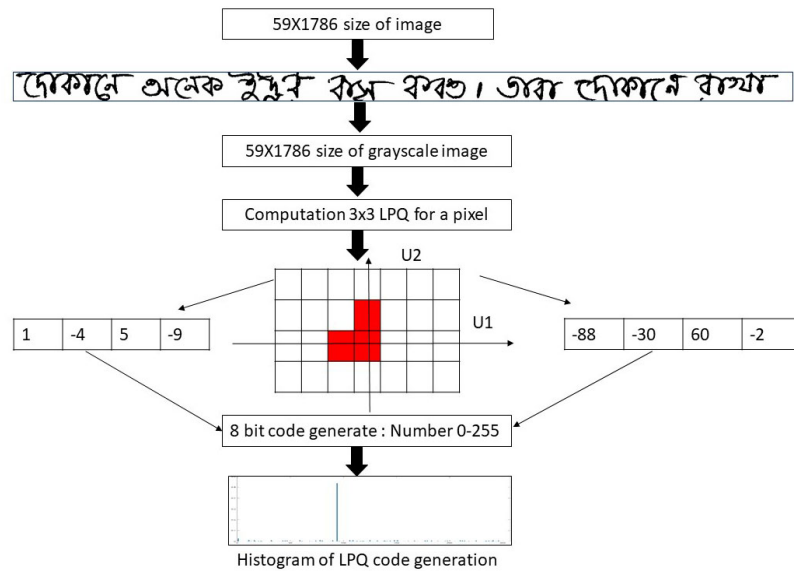 59X1786 size of image
দোকানে অনেক ইদুর বাস করত। তারা দোকানে রাখা
59X1786 size of grayscale image
Computation 3x3 LPQ for a pixel
U2
U1
1 -4 5 -9
-88 -30 60 -2
8 bit code generate : Number 0-255
Histogram of LPQ code generation